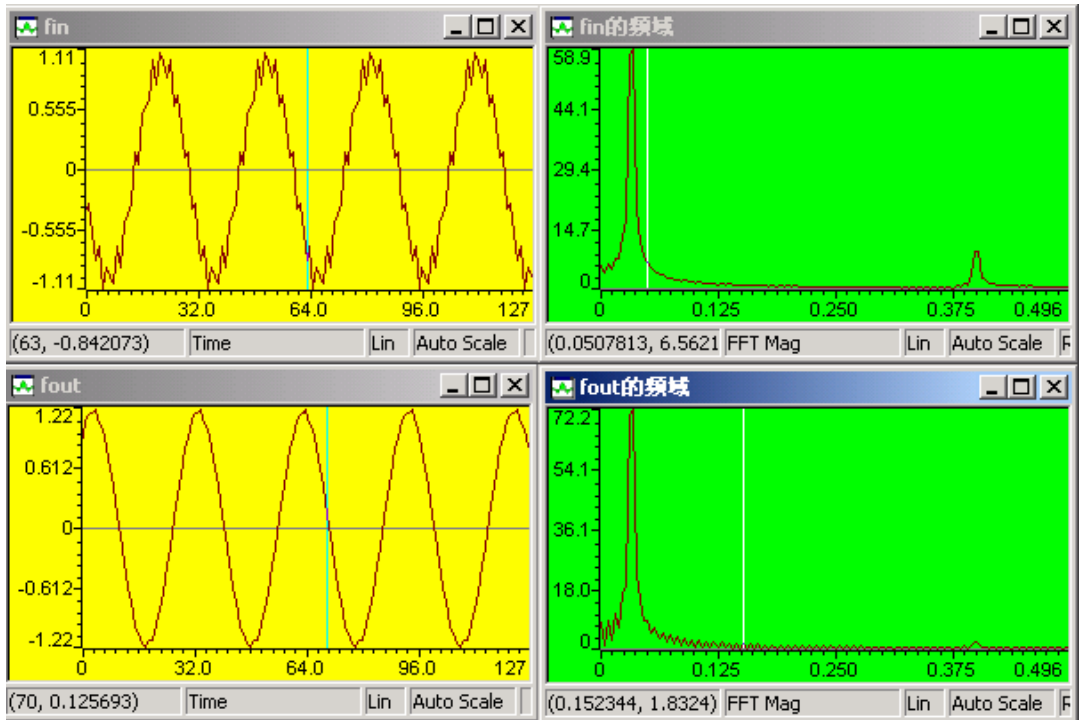 fin
1.11
0.555
0
-0.555
-1.11
0 32.0 64.0 96.0 127
(63, -0.842073) Time Lin Auto Scale
fin的頻域
58.9
44.1
29.4
14.7
0
0 0.125 0.250 0.375 0.496
(0.0507813, 6.5621 FFT Mag Lin Auto Scale
fout
1.22
0.612
0
-0.612
-1.22
0 32.0 64.0 96.0 127
(70, 0.125693) Time Lin Auto Scale
fout的頻域
72.2
54.1
36.1
18.0
0
0 0.125 0.250 0.375 0.496
(0.152344, 1.8324) FFT Mag Lin Auto Scale